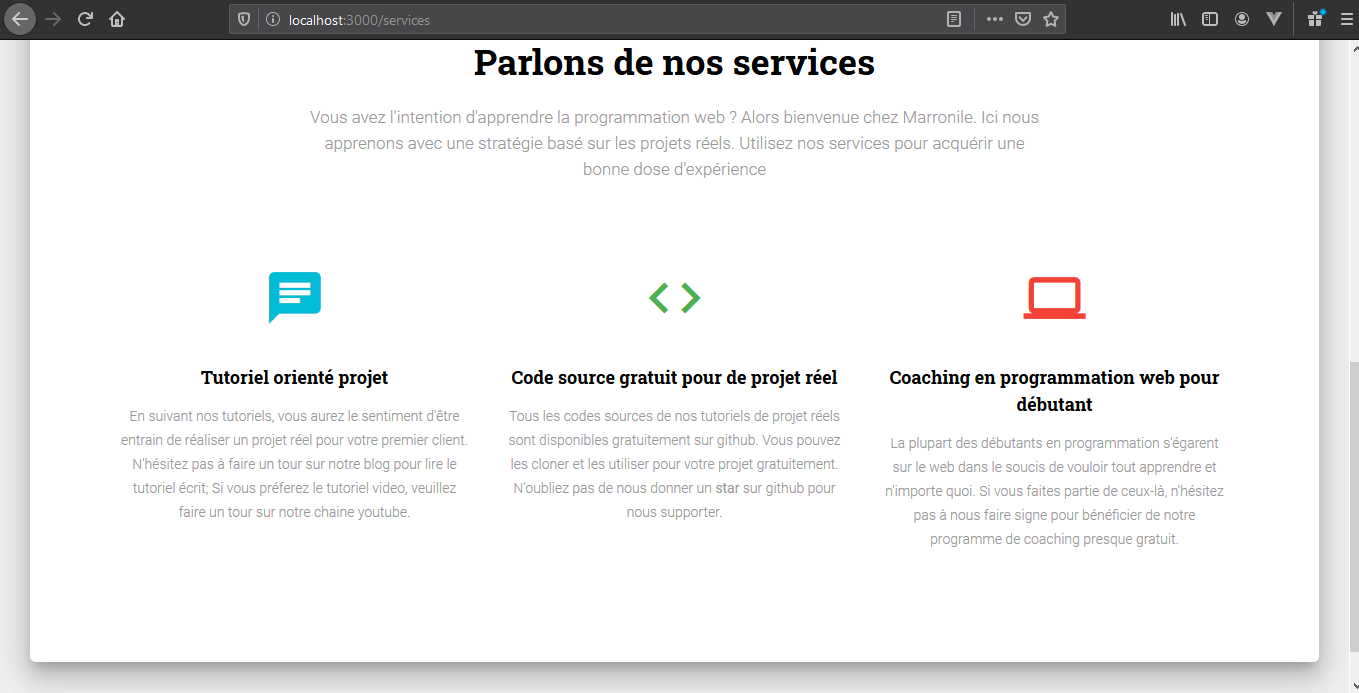 localhost:3000/services
Parlons de nos services
Vous avez l'intention d'apprendre la programmation web ? Alors bienvenue chez Marronile. Ici nous
apprenons avec une stratégie basé sur les projets réels. Utilisez nos services pour acquérir une
bonne dose d'expérience
Tutoriel orienté projet
En suivant nos tutoriels, vous aurez le sentiment d'être
entrain de réaliser un projet réel pour votre premier client.
N'hésitez pas à faire un tour sur notre blog pour lire le
tutoriel écrit; Si vous préferez le tutoriel video, veuillez
faire un tour sur notre chaine youtube.
Code source gratuit pour de projet réel
Tous les codes sources de nos tutoriels de projet réels
sont disponibles gratuitement sur github. Vous pouvez
les cloner et les utiliser pour votre projet gratuitement.
N'oubliez pas de nous donner un star sur github pour
nous supporter.
Coaching en programmation web pour
débutant
La plupart des débutants en programmation s'égarent
sur le web dans le soucis de vouloir tout apprendre et
n'importe quoi. Si vous faites partie de ceux-là, n'hésitez
pas à nous faire signe pour bénéficier de notre
programme de coaching presque gratuit.